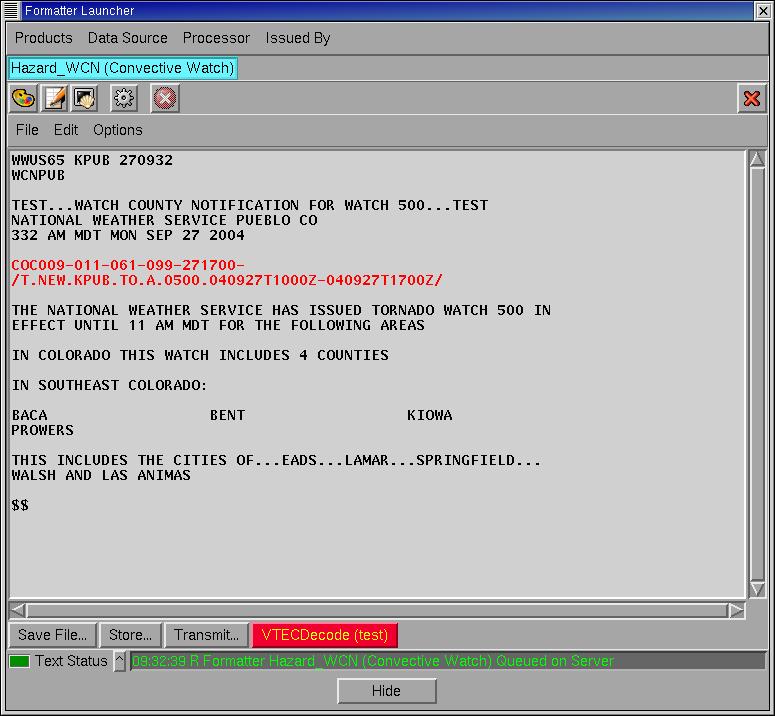 Formatter Launcher
Products Data Source Processor Issued By
Hazard_WCN (Convective Watch)
File Edit Options
WWUS65 KPUB 270932
WCNPUB
TEST...WATCH COUNTY NOTIFICATION FOR WATCH 500...TEST
NATIONAL WEATHER SERVICE PUEBLO CO
332 AM MDT MON SEP 27 2004
COC009-011-061-099-271700-
/T.NEW.KPUB.TO.A.0500.040927T1000Z-040927T1700Z/
THE NATIONAL WEATHER SERVICE HAS ISSUED TORNADO WATCH 500 IN
EFFECT UNTIL 11 AM MDT FOR THE FOLLOWING AREAS
IN COLORADO THIS WATCH INCLUDES 4 COUNTIES
IN SOUTHEAST COLORADO:
BACA BENT KIOWA
PROWERS
THIS INCLUDES THE CITIES OF...EADS...LAMAR...SPRINGFIELD...
WALSH AND LAS ANIMAS
$$
Save File... Store... Transmit... VTECDecode (test)
Text Status ^ 09:32:39 R Formatter Hazard_WCN (Convective Watch) Queued on Server
Hide